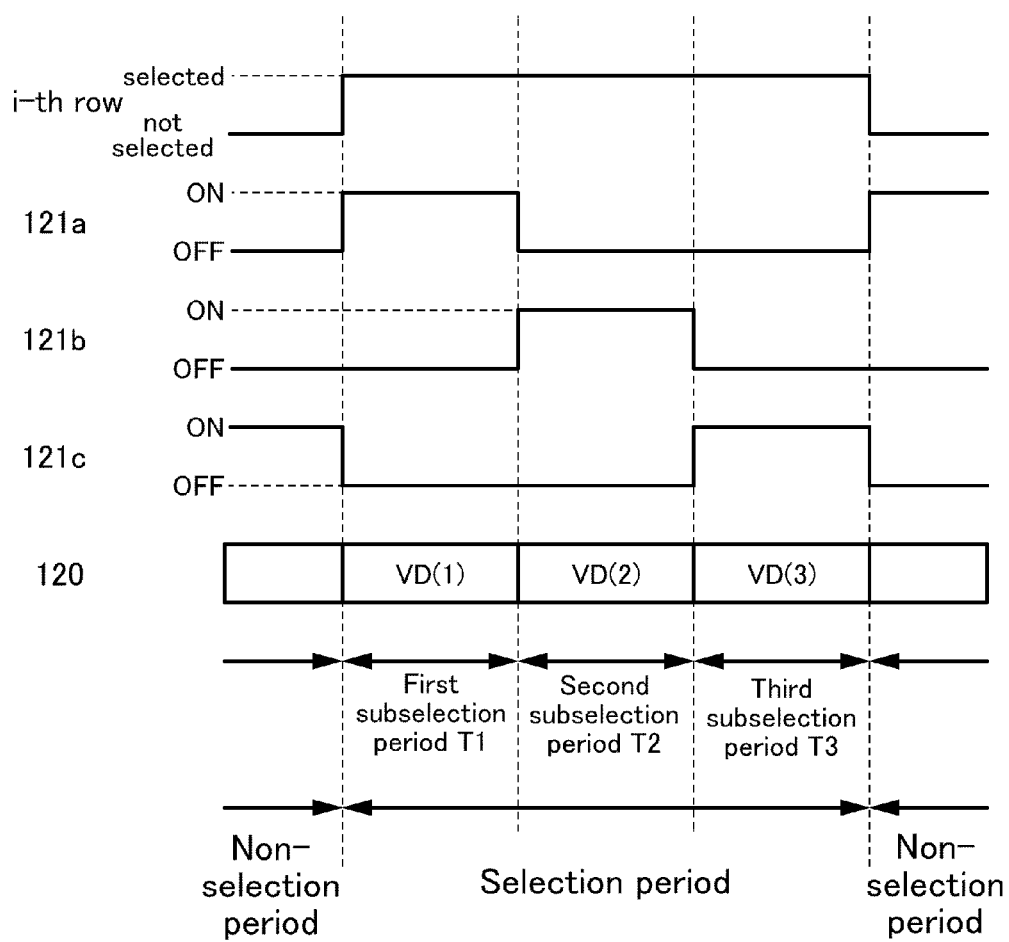 selected
i-th row
not
selected
ON
121a
OFF
ON
121b
OFF
ON
121c
OFF
120
VD(1)
VD(2)
VD(3)
First
subselection
period T1
Second
subselection
period T2
Third
subselection
period T3
Non-
selection
period
Selection period
Non-
selection
period